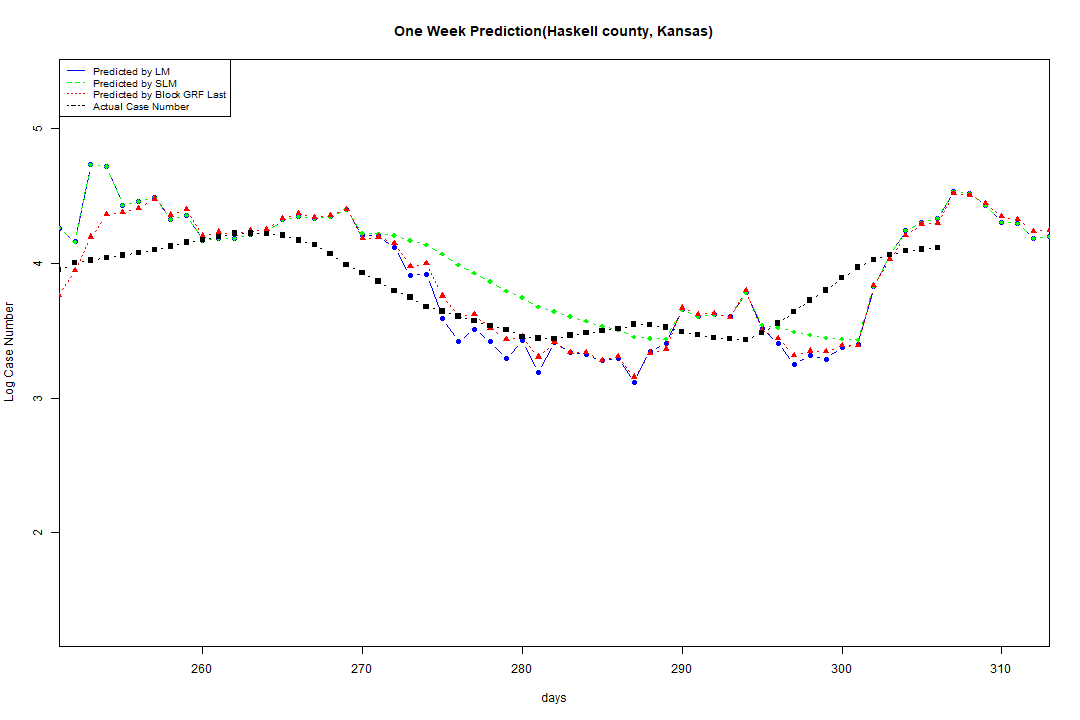 One Week Prediction(Haskell county, Kansas)
Predicted by LM
Predicted by SLM
Predicted by Block GRF Last
Actual Case Number
5
4
3
2
Log Case Number
260 270 280 290 300 310
days